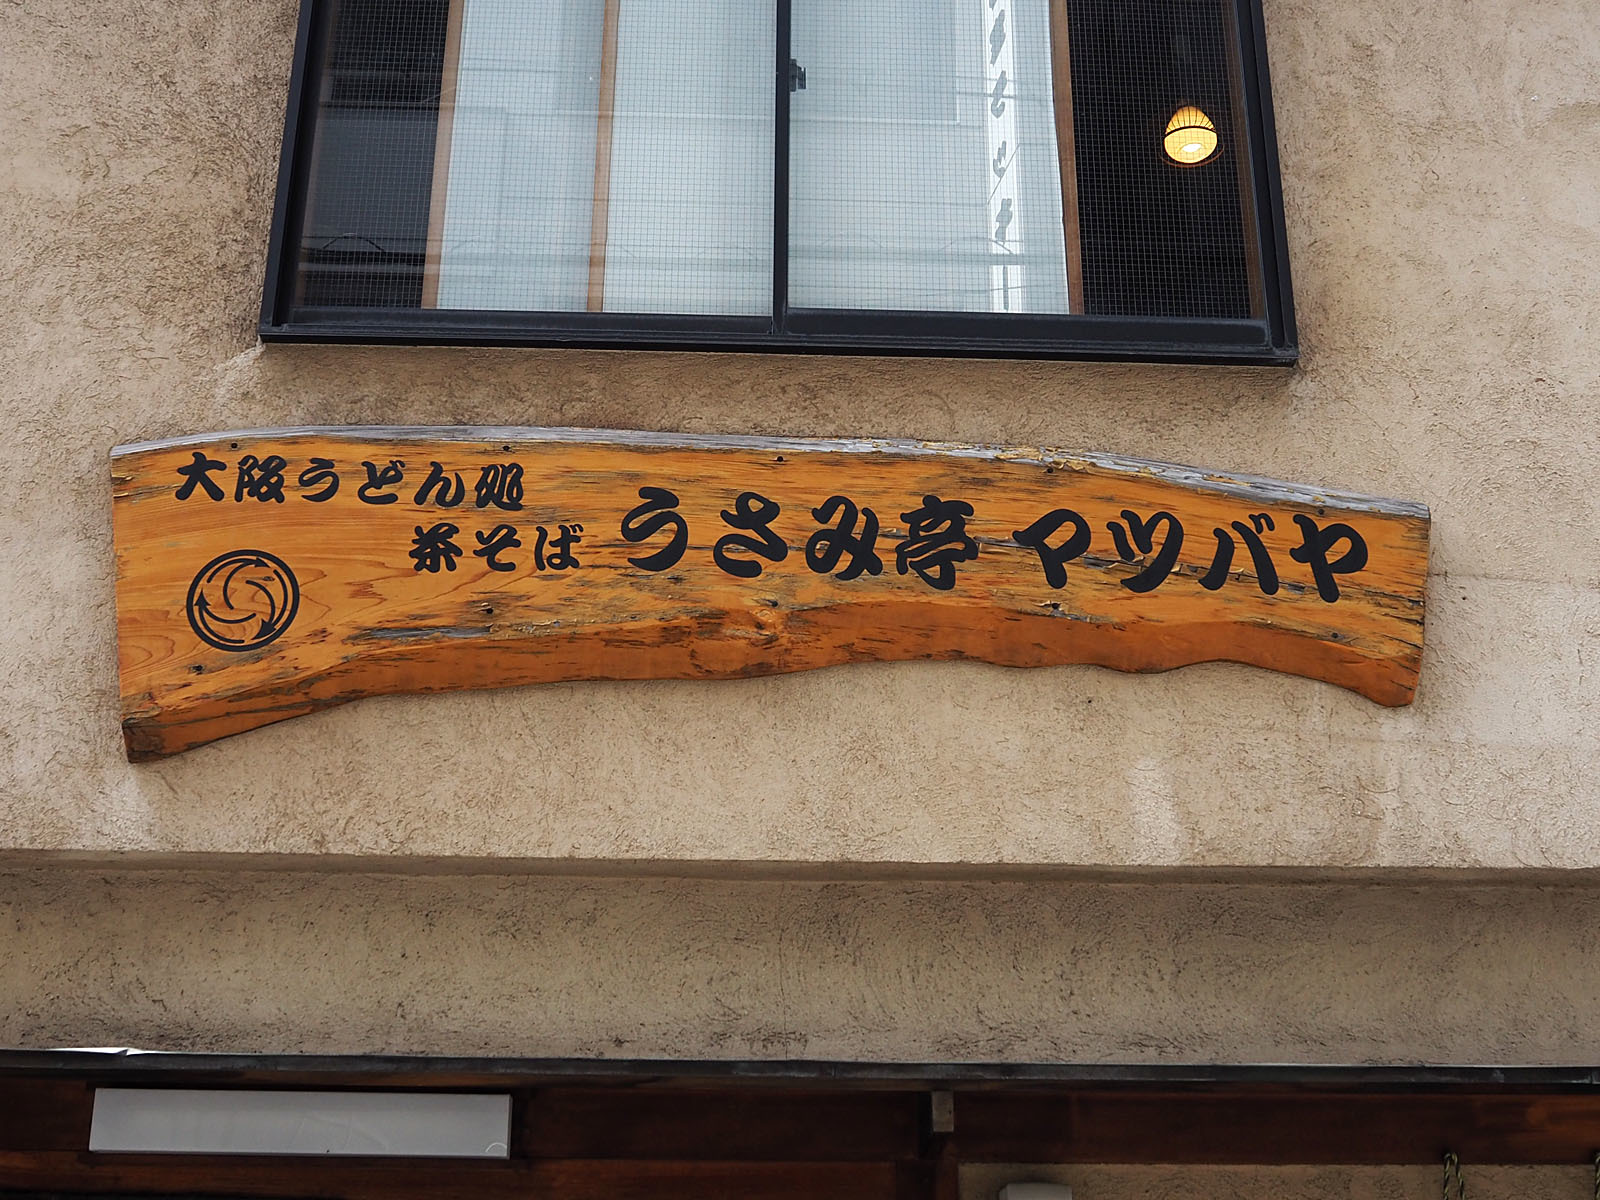 大阪うどん処
茶そば
うさみ亭 マツバヤ